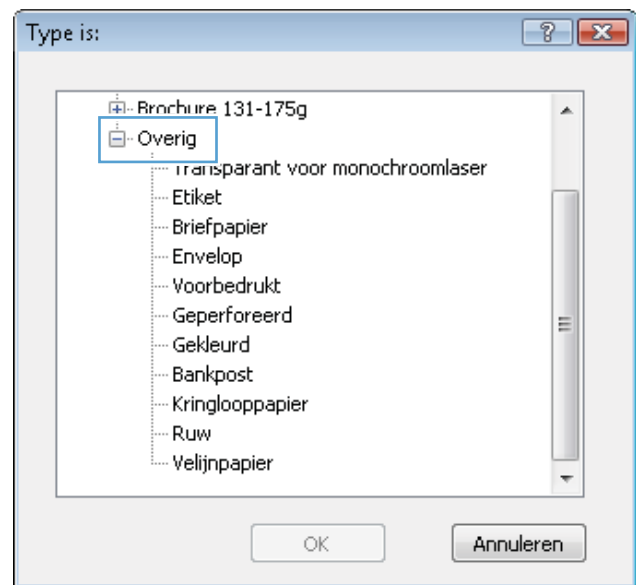 Type is:
Brochure 131-175g
Overig
Transparant voor monochroomlaser
Etiket
Briefpapier
Envelop
Voorbedrukt
Geperforeerd
Gekleurd
Bankpost
Kringlooppapier
Ruw
Velijnpapier
OK Annuleren